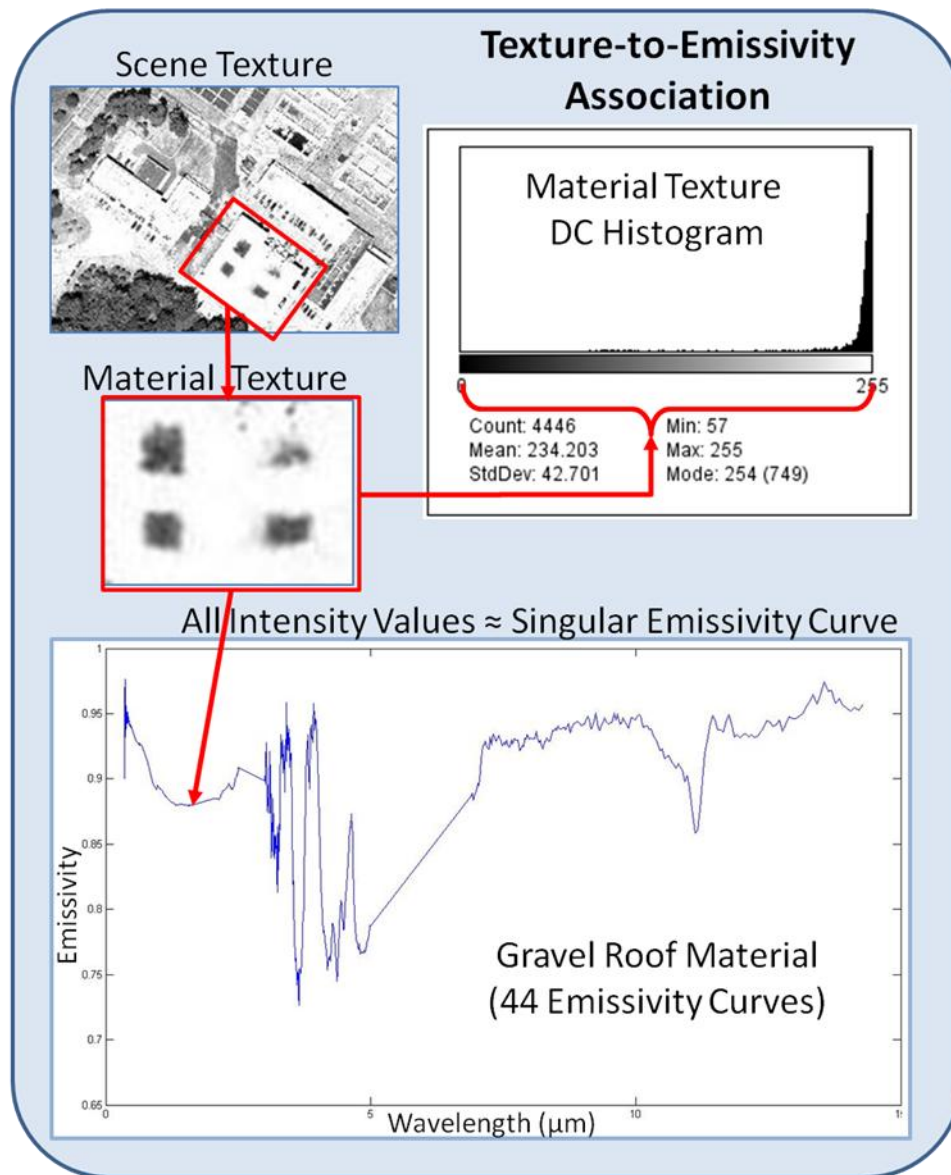 Texture-to-Emissivity
Association
Scene Texture
Material Texture
DC Histogram
0
255
Count: 4446
Min: 57
Mean: 234.203
Max: 255
StdDev: 42.701
Mode: 254 (749)
Material Texture
All Intensity Values ≈ Singular Emissivity Curve
1
0.95
0.9
0.85
0.8
0.75
0.7
0.65
Emissivity
Gravel Roof Material
(44 Emissivity Curves)
0
5
10
Wavelength (μm)